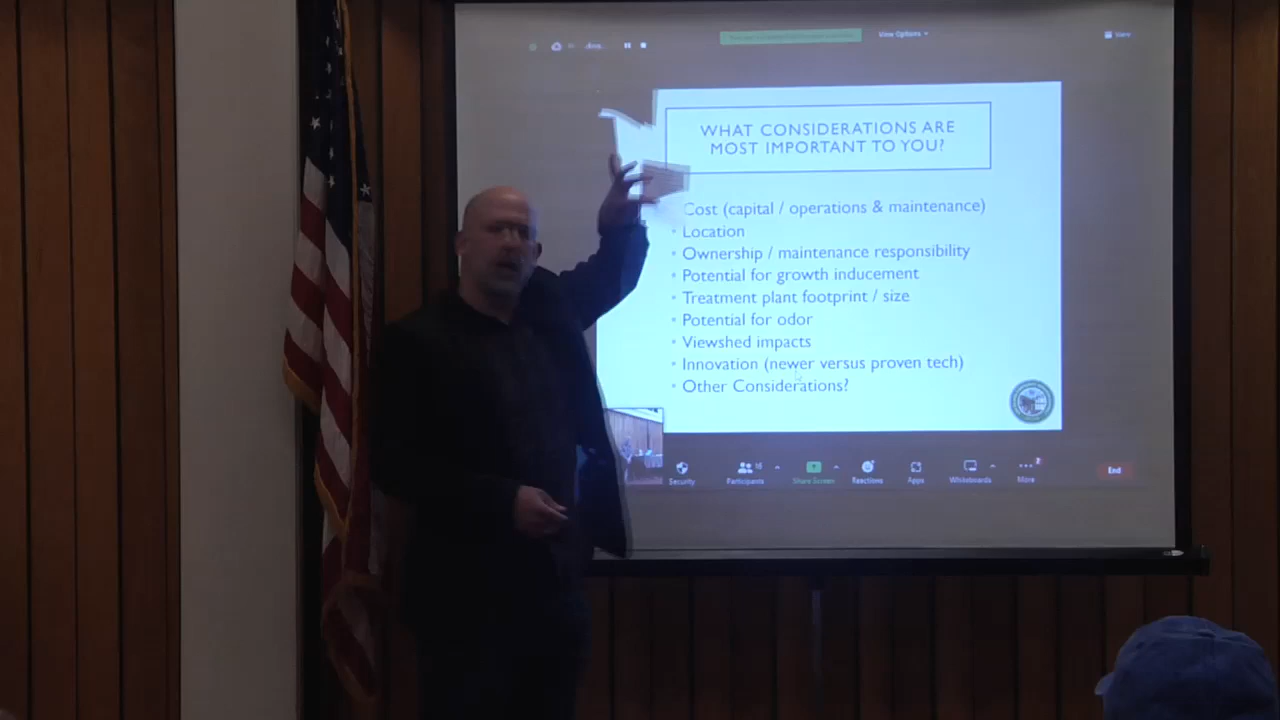 View Options
WHAT CONSIDERATIONS ARE
MOST IMPORTANT TO YOU?
Cost (capital / operations & maintenance)
• Location
• Ownership / maintenance responsibility
• Potential for growth inducement
• Treatment plant footprint / size
• Potential for odor
• Viewshed impacts
• Innovation (newer versus proven tech)
• Other Considerations?
Security
Participants
16
Share Screen
Reactions
Apps
Whiteboards
More
End